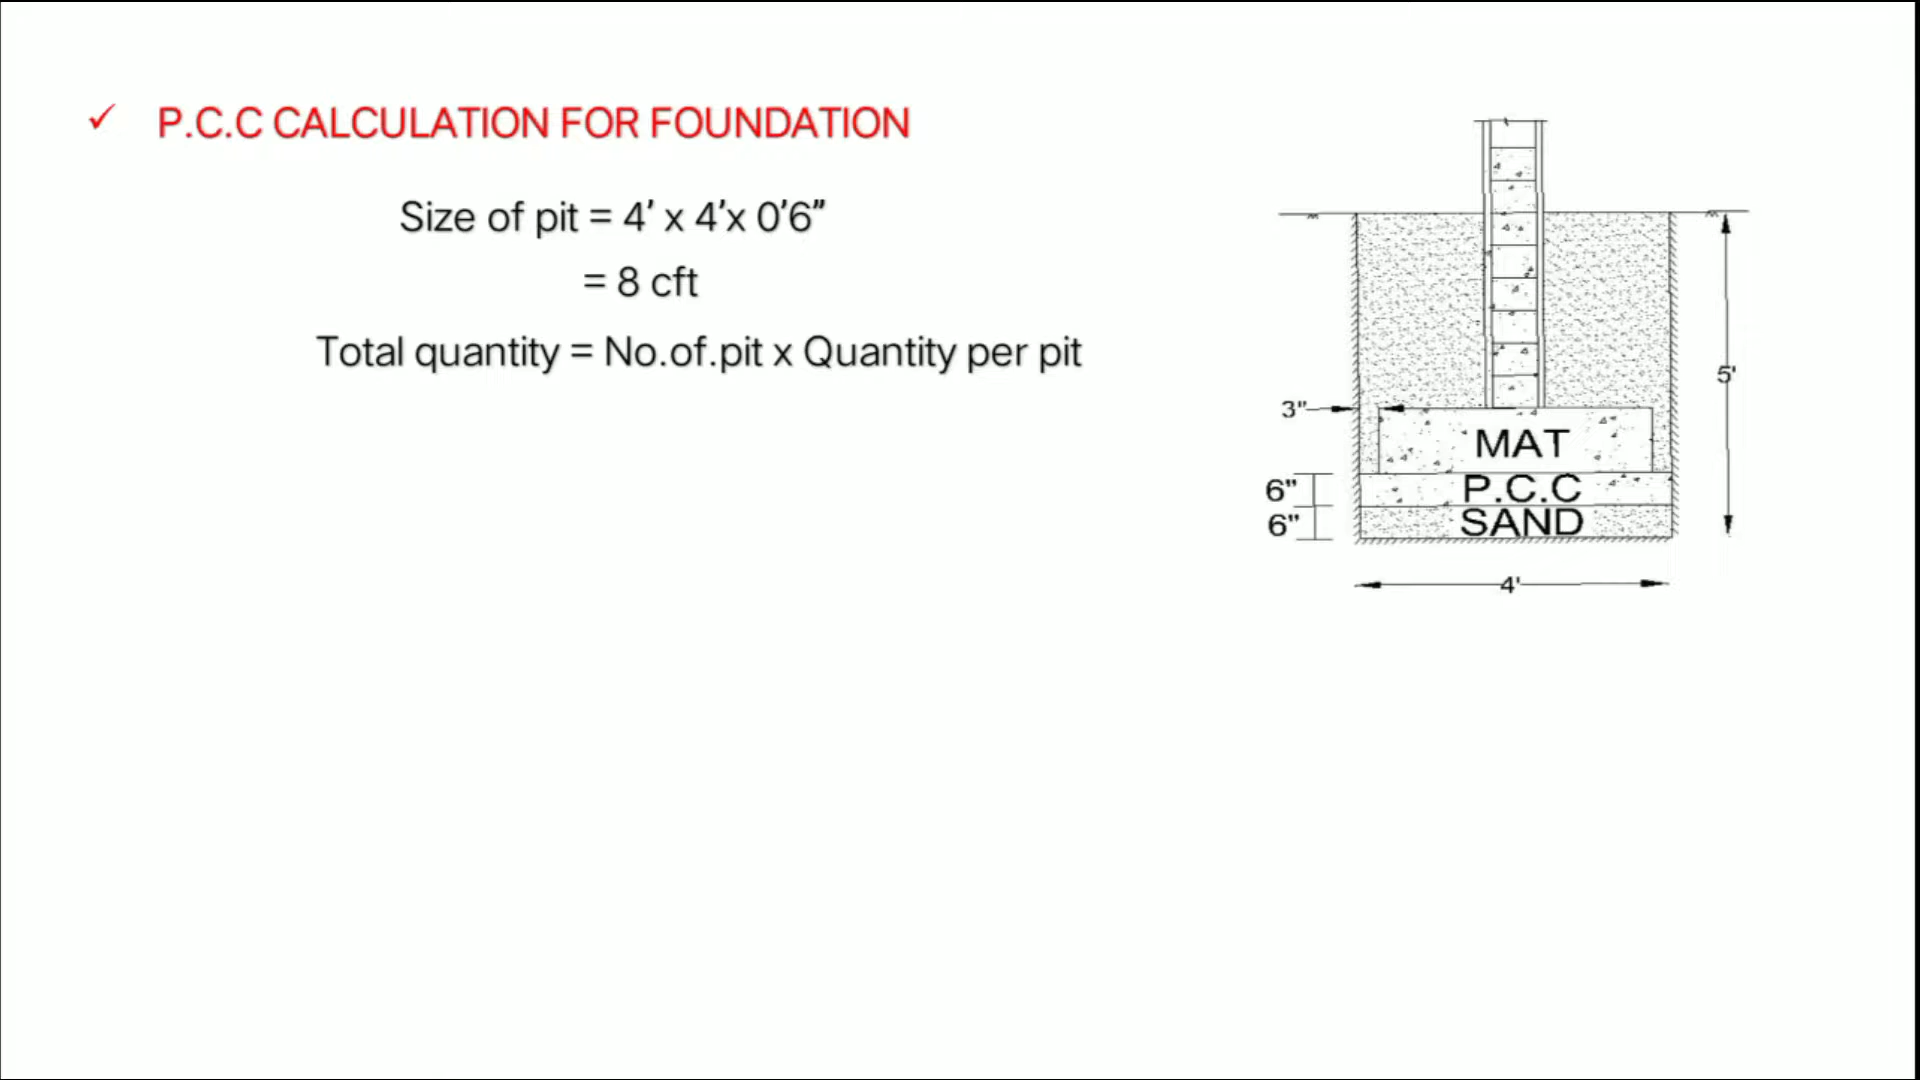 ✓ P.C.C CALCULATION FOR FOUNDATION
Size of pit = 4’ x 4’x 0’6”
= 8 cft
Total quantity = No.of.pit x Quantity per pit
5'
3"
MAT
6" P.C.C
6" SAND
4'